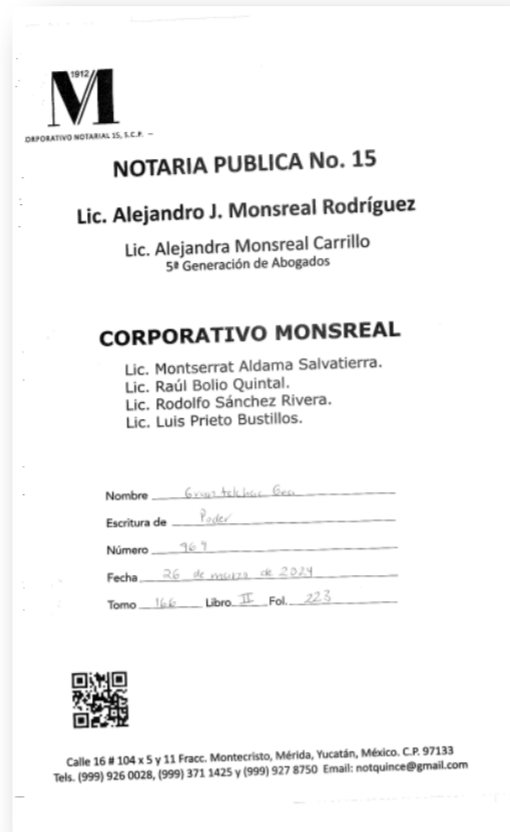 1912
ORPORATIVO NOTARIAL 15, S.C.P.
NOTARIA PUBLICA No. 15
Lic. Alejandro J. Monsreal Rodríguez
Lic. Alejandra Monsreal Carrillo
5ª Generación de Abogados
CORPORATIVO MONSREAL
Lic. Montserrat Aldama Salvatierra.
Lic. Raúl Bolio Quintal.
Lic. Rodolfo Sánchez Rivera.
Lic. Luis Prieto Bustillos.
Nombre
Escritura de Poder
Número 964
Fecha 26 de marzo de 2024
Tomo 166 Libro II Fol. 223
Calle 16 # 104 x 5 y 11 Fracc. Montecristo, Mérida, Yucatán, México. C.P. 97133
Tels. (999) 926 0028, (999) 371 1425 y (999) 927 8750 Email: notquince@gmail.com